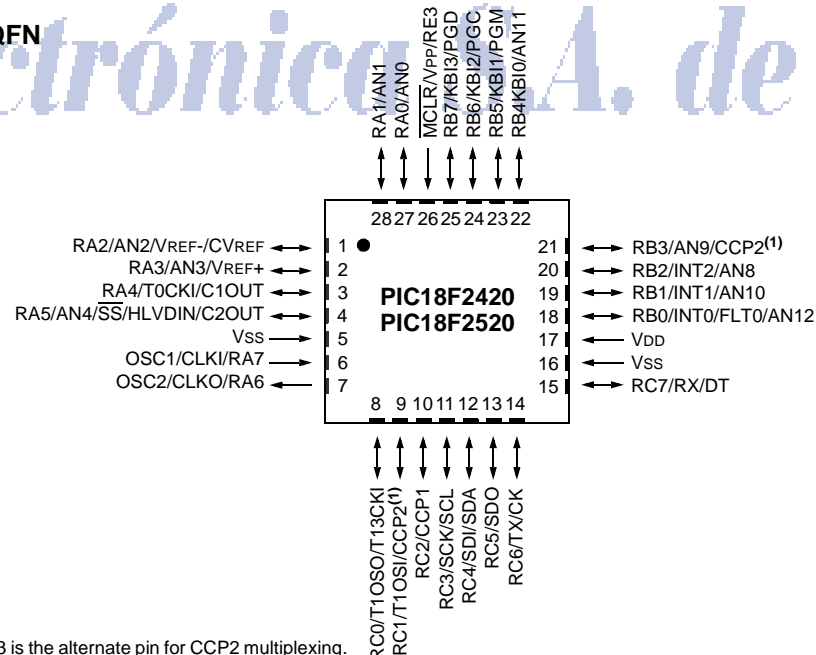 QFN
ctrónica S.A. de
RA1/AN1
RA0/AN0
MCLR/VPP/RE3
RB7/KBI3/PGD
RB6/KBI2/PGC
RB5/KBI1/PGM
RB4KBI0/AN11
28 27 26 25 24 23 22
RA2/AN2/VREF-/CVREF 1
RA3/AN3/VREF+ 2
RA4/T0CKI/C1OUT 3
RA5/AN4/SS/HLVDIN/C2OUT 4
VSS 5
OSC1/CLKI/RA7 6
OSC2/CLKO/RA6 7
PIC18F2420
PIC18F2520
21 RB3/AN9/CCP2(1)
20 RB2/INT2/AN8
19 RB1/INT1/AN10
18 RB0/INT0/FLT0/AN12
17 VDD
16 VSS
15 RC7/RX/DT
8 9 10 11 12 13 14
RC0/T1OSO/T13CKI
RC1/T1OSI/CCP2(1)
RC2/CCP1
RC3/SCK/SCL
RC4/SDI/SDA
RC5/SDO
RC6/TX/CK
3 is the alternate pin for CCP2 multiplexing.